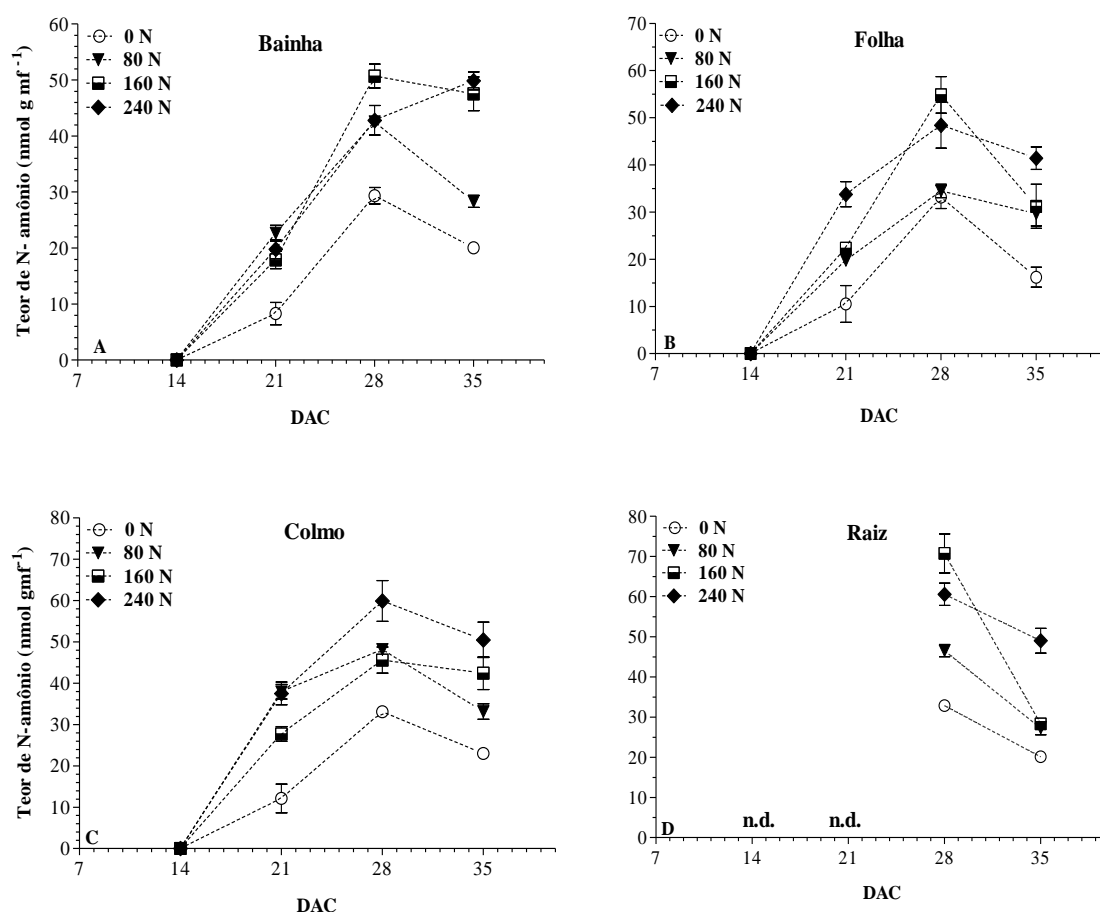 Bainha
0 N
80 N
160 N
240 N
Teor de N- amônio (nmol g mf -1)
60
50
40
30
20
10
0
A
7 14 21 28 35
DAC
Folha
0 N
80 N
160 N
240 N
70
60
50
40
30
20
10
0
B
7 14 21 28 35
DAC
Colmo
0 N
80 N
160 N
240 N
Teor de N-amônio (nmol gmf-1)
80
70
60
50
40
30
20
10
0
C
7 14 21 28 35
DAC
Raiz
0 N
80 N
160 N
240 N
80
70
60
50
40
30
20
10
0
n.d. n.d.
D
7 14 21 28 35
DAC